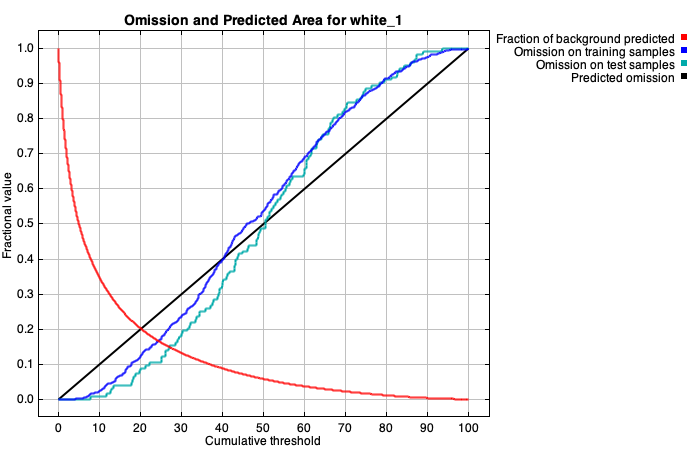 Omission and Predicted Area for white_1
Fraction of background predicted
Omission on training samples
Omission on test samples
Predicted omission
Fractional value
1.0
0.9
0.8
0.7
0.6
0.5
0.4
0.3
0.2
0.1
0.0
0 10 20 30 40 50 60 70 80 90 100
Cumulative threshold